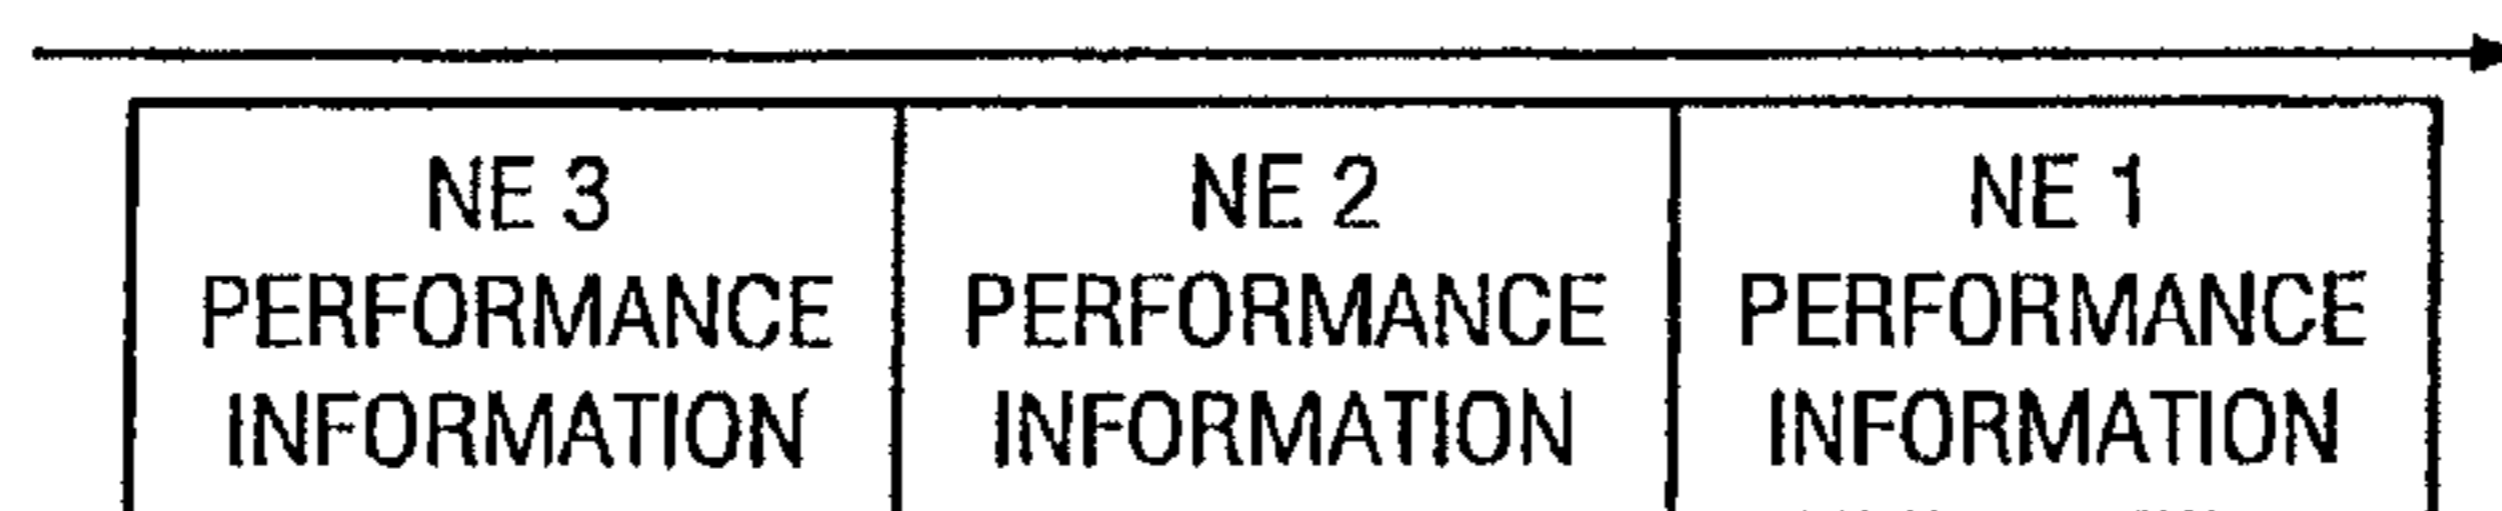 NE 3
PERFORMANCE
INFORMATION
NE 2
PERFORMANCE
INFORMATION
NE 1
PERFORMANCE
INFORMATION